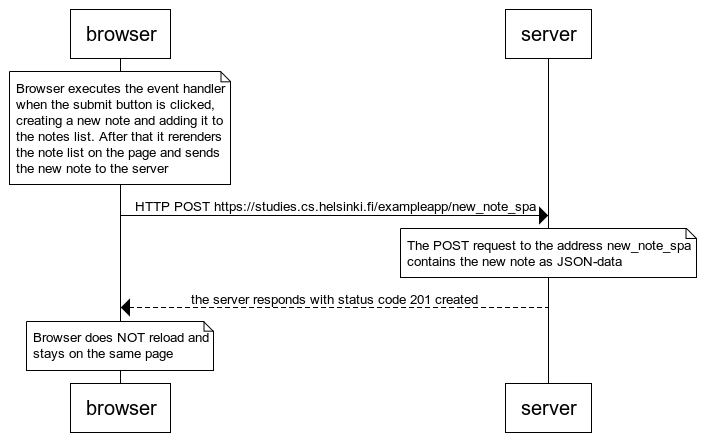 browser
server
Browser executes the event handler
when the submit button is clicked,
creating a new note and adding it to
the notes list. After that it rerenders
the note list on the page and sends
the new note to the server
HTTP POST https://studies.cs.helsinki.fi/exampleapp/new_note_spa
The POST request to the address new_note_spa
contains the new note as JSON-data
the server responds with status code 201 created
Browser does NOT reload and
stays on the same page
browser
server